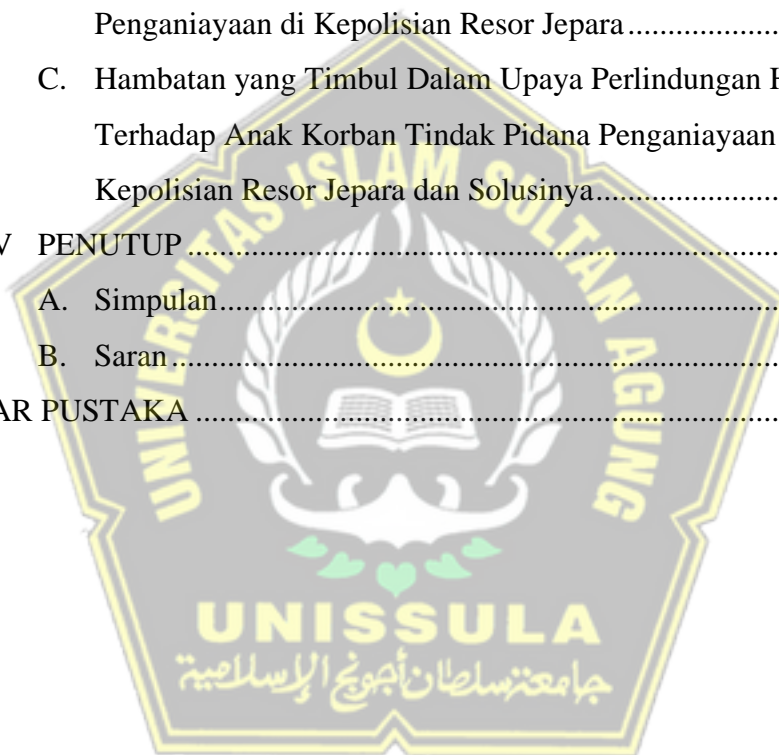 Penganiayaan di Kepolisian Resor Jepara....................
C. Hambatan yang Timbul Dalam Upaya Perlindungan
Terhadap Anak Korban Tindak Pidana Penganiayaan
Kepolisian Resor Jepara dan Solusinya........................
V PENUTUP................................................................................
A. Simpulan............................................................................
B. Saran..................................................................................
AR PUSTAKA................................................................................
UNIVERSITAS ISLAM SULTAN AGUNG
UNISSULA
جامعة سلطان أجونج الإسلامية